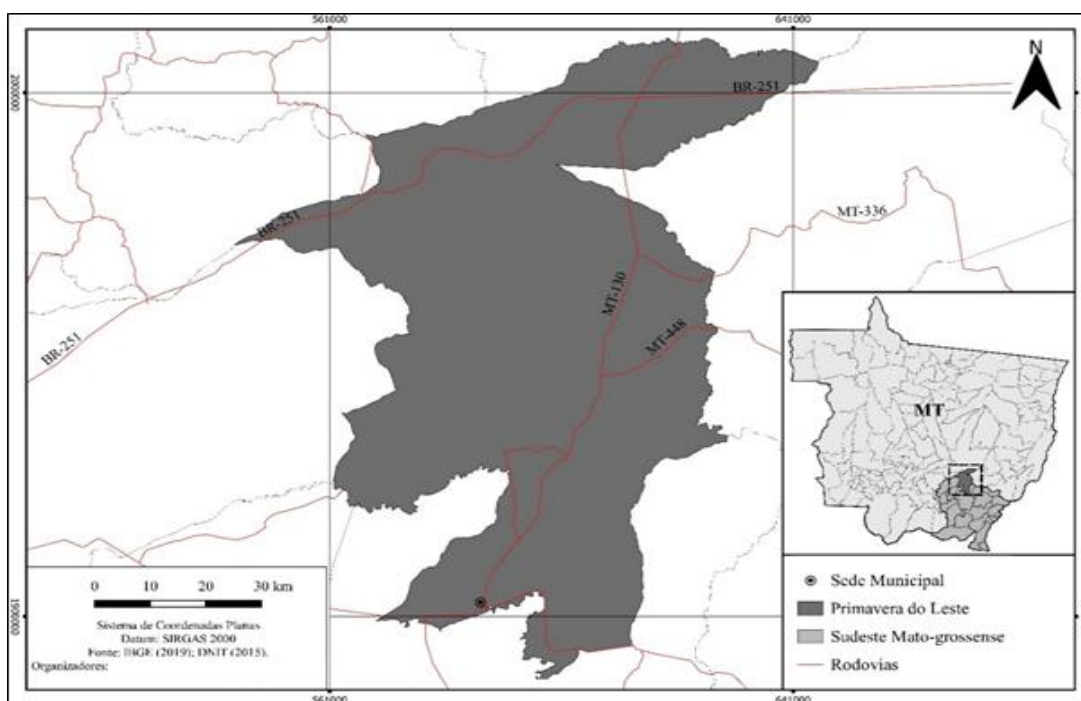 561000 641000
N
2000000
BR-251
MT-336
BR-251
MT-130
MT-448
BR-251
MT
0 10 20 30 km
Sistema de Coordenadas Planas
Datum: SIRGAS 2000
Fonte: IBGE (2019); DNIT (2015).
Organizadores:
1900000
Sede Municipal
Primavera do Leste
Sudeste Mato-grossense
Rodovias
561000 641000